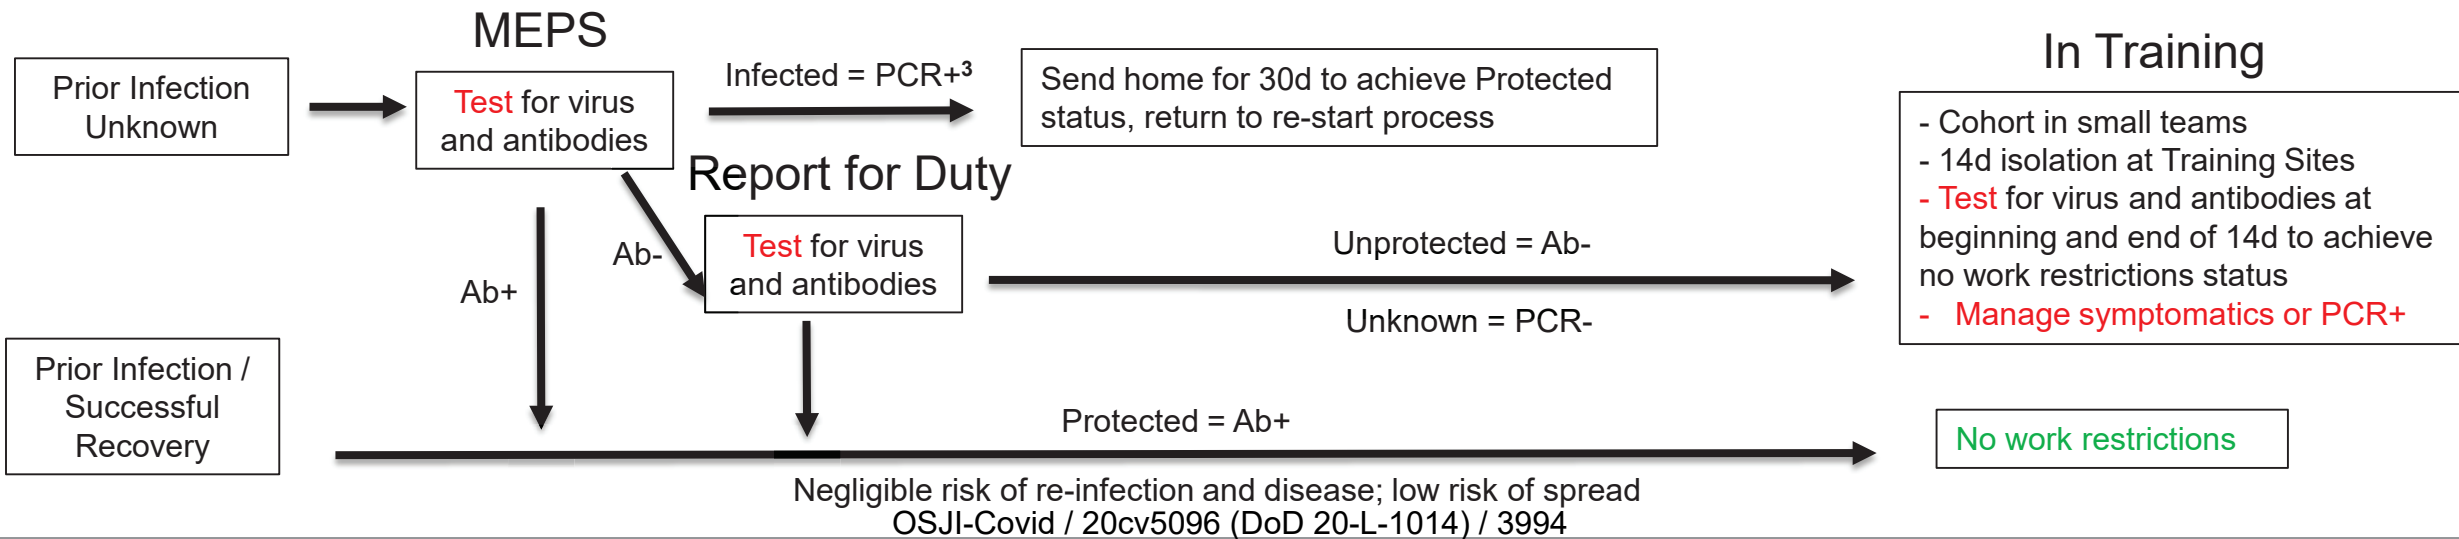 MEPS
Prior Infection
Unknown
Test for virus
and antibodies
Infected = PCR+³
Send home for 30d to achieve Protected
status, return to re-start process
In Training
- Cohort in small teams
- 14d isolation at Training Sites
- Test for virus and antibodies at
beginning and end of 14d to achieve
no work restrictions status
- Manage symptomatics or PCR+
Report for Duty
Ab-
Test for virus
and antibodies
Unprotected = Ab-
Unknown = PCR-
Ab+
Prior Infection /
Successful
Recovery
Protected = Ab+
No work restrictions
Negligible risk of re-infection and disease; low risk of spread
OSJI-Covid / 20cv5096 (DoD 20-L-1014) / 3994